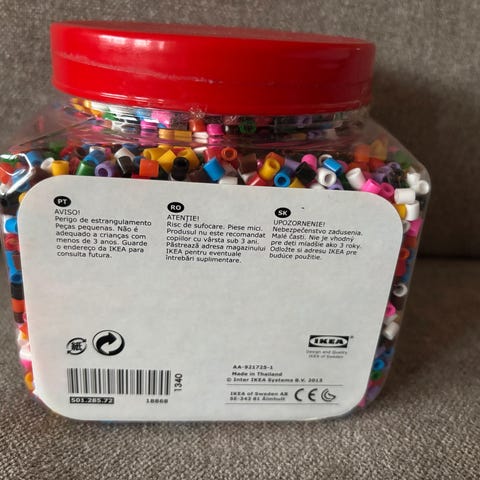 PT
AVISO!
Perigo de estrangulamento
Peças pequenas. Não é
adequado a crianças com
menos de 3 anos. Guarde
o endereço da IKEA para
consulta futura.
RO
ATENŢIE!
Risc de sufocare. Piese mici.
Produsul nu este recomandat
copiilor cu vârsta sub 3 ani.
Păstrează adresa magazinului
IKEA pentru eventuale
întrebări suplimentare.
SK
UPOZORNENIE!
Nebezpečenstvo zadusenia.
Malé časti. Nie je vhodný
pre deti mladšie ako 3 roky.
Odložte si adresu IKEA pre
budúce použitie.
IKEA®
Design and Quality
IKEA of Sweden
紙
AA-921725-1
Made in Thailand
© Inter IKEA Systems B.V. 2013
1340
501.285.72
18868
IKEA of Sweden AB
SE-343 81 Älmhult
CE